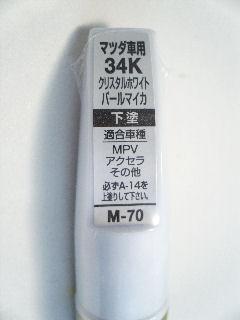 マツダ車用
34K
クリスタルホワイト
パールマイカ
下塗
適合車種
MPV
アクセラ
その他
必ずA-14を
上塗りして下さい。
M-70